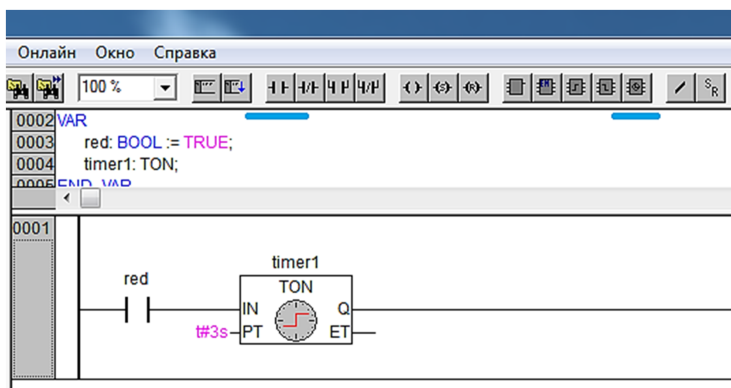 Онлайн Окно Справка
100 %
S
R
0002 VAR
0003 red: BOOL := TRUE;
0004 timer1: TON;
0005 END_VAR
0001
timer1
red
TON
IN Q
t#3s PT ET